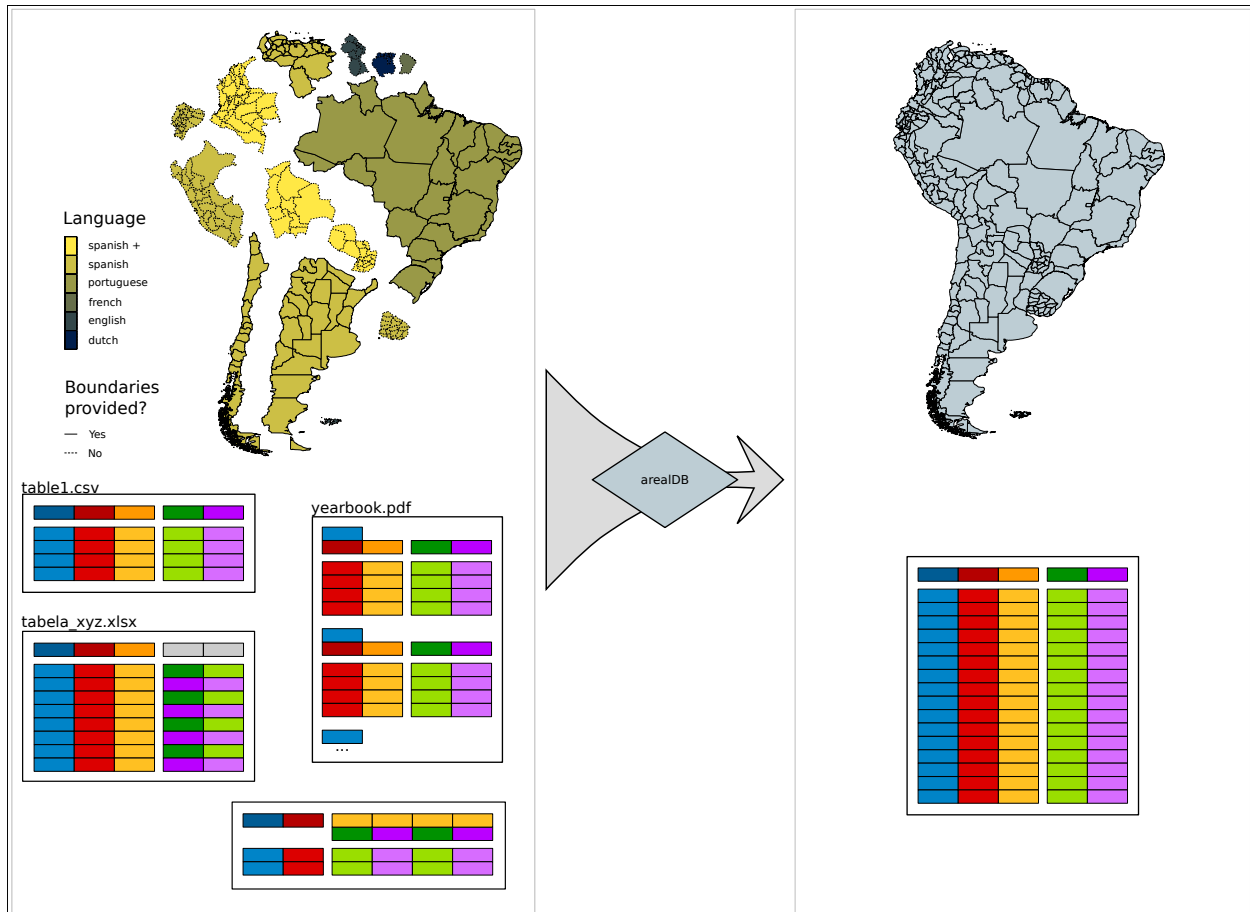 Language
spanish +
spanish
portuguese
french
english
dutch
Boundaries
provided?
Yes
No
table1.csv
yearbook.pdf
...
tabela_xyz.xlsx
arealDB